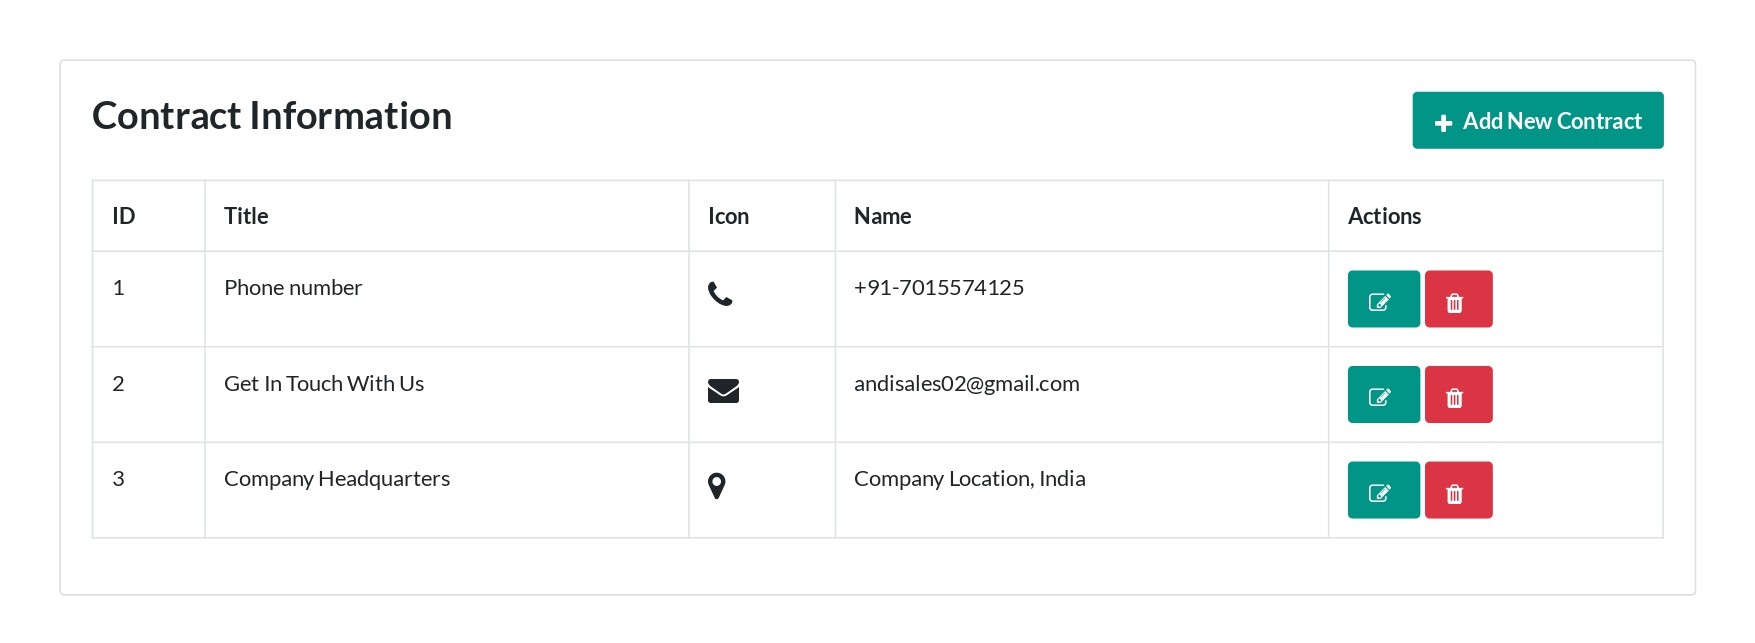 Contract Information
Add New Contract
ID Title Icon Name Actions
1 Phone number +91-7015574125
2 Get In Touch With Us andisales02@gmail.com
3 Company Headquarters Company Location, India